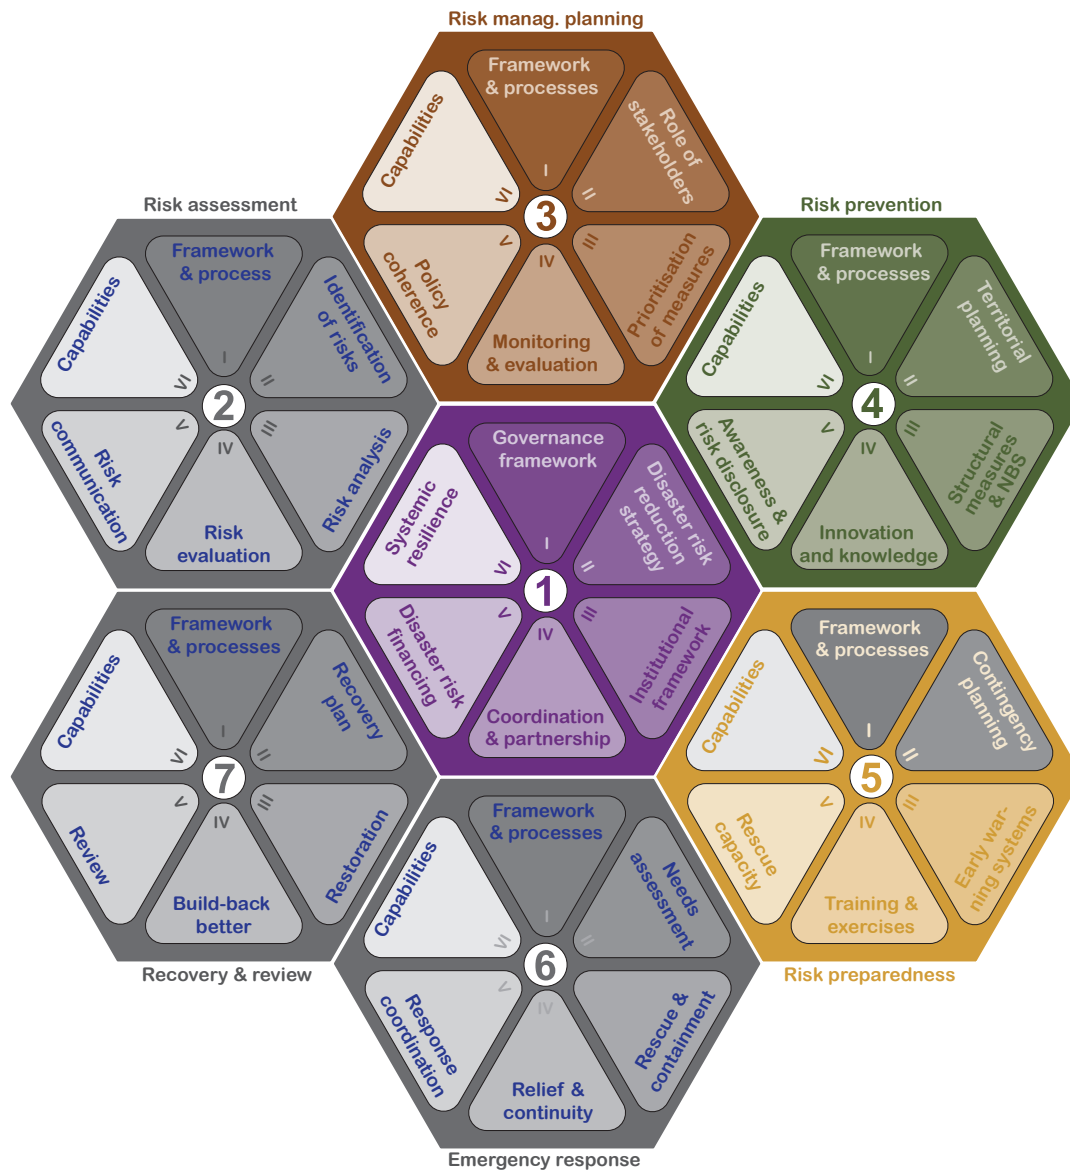 Risk manag. planning
Framework
& processes
I
Role of
stakeholders
II
Prioritisation
of measures
III
Monitoring
& evaluation
IV
Policy
coherence
V
Capabilities
VI
3
Risk assessment
Framework
& process
I
Identification
of risks
II
Risk analysis
III
Risk
evaluation
IV
Risk
communication
V
Capabilities
VI
2
Risk prevention
Framework
& processes
I
Territorial
planning
II
Structural
measures
& NBS
III
Innovation
and knowledge
IV
Awareness &
risk disclosure
V
Capabilities
VI
4
Governance
framework
I
Disaster risk
reduction
strategy
II
Institutional
framework
III
Coordination
& partnership
IV
Disaster risk
financing
V
Systemic
resilience
VI
1
Framework
& processes
I
Recovery
plan
II
Restoration
III
Build-back
better
IV
Review
V
Capabilities
VI
7
Recovery & review
Framework
& processes
I
Contingency
planning
II
Early war-
ning systems
III
Training &
exercises
IV
Rescue
capacity
V
Capabilities
VI
5
Risk preparedness
Framework
& processes
I
Needs
assessment
II
Rescue &
containment
Relief &
continuity
IV
Response
coordination
V
Capabilities
VI
6
Emergency response